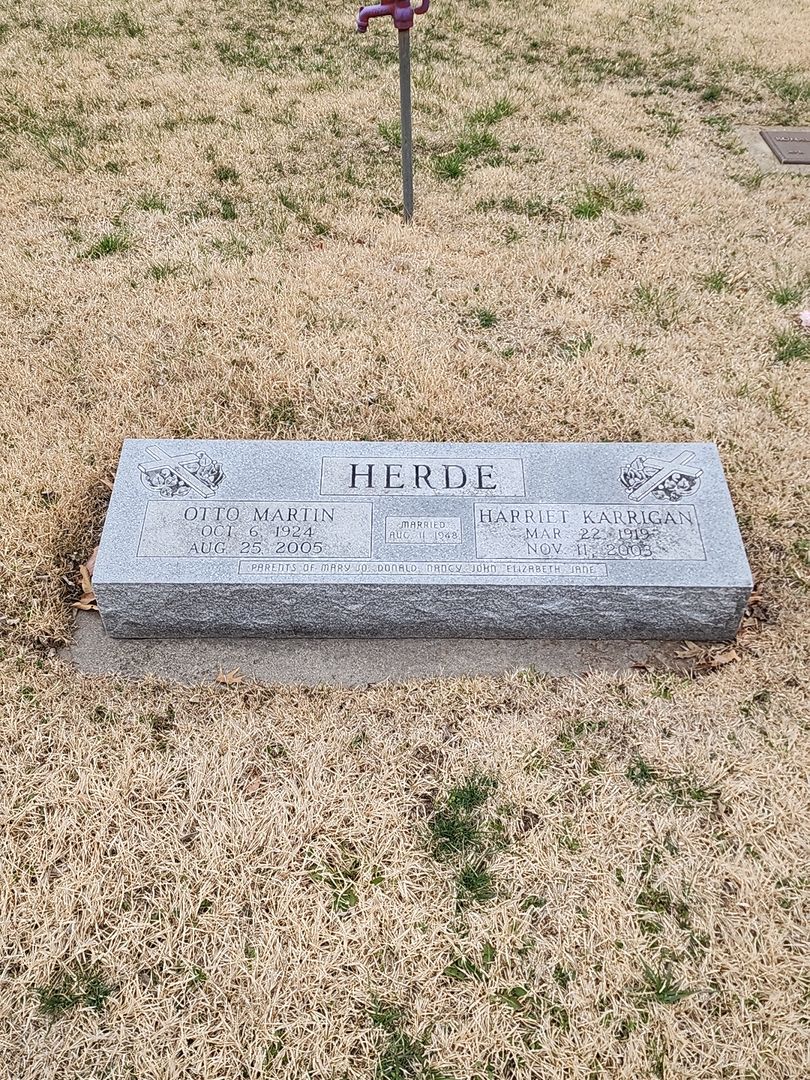 HERDE
OTTO MARTIN
OCT 6, 1924
AUG 25, 2005
MARRIED
AUG 11 1948
HARRIET KARRIGAN
MAR 22, 1919
NOV 11, 2003
PARENTS OF MARY JO, DONALD, NANCY, JOHN, ELIZABETH, JANE